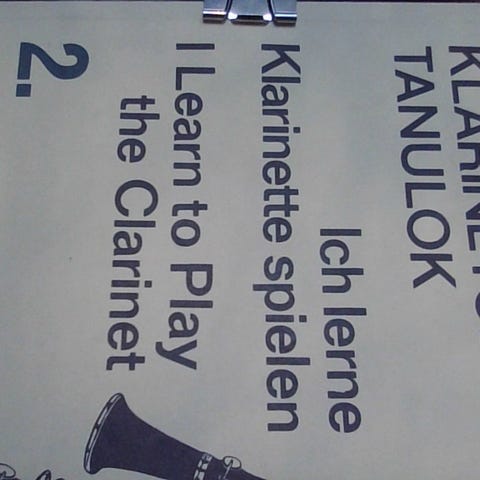 TANULOK
Ich lerne
Klarinette spielen
I Learn to Play
the Clarinet
2.